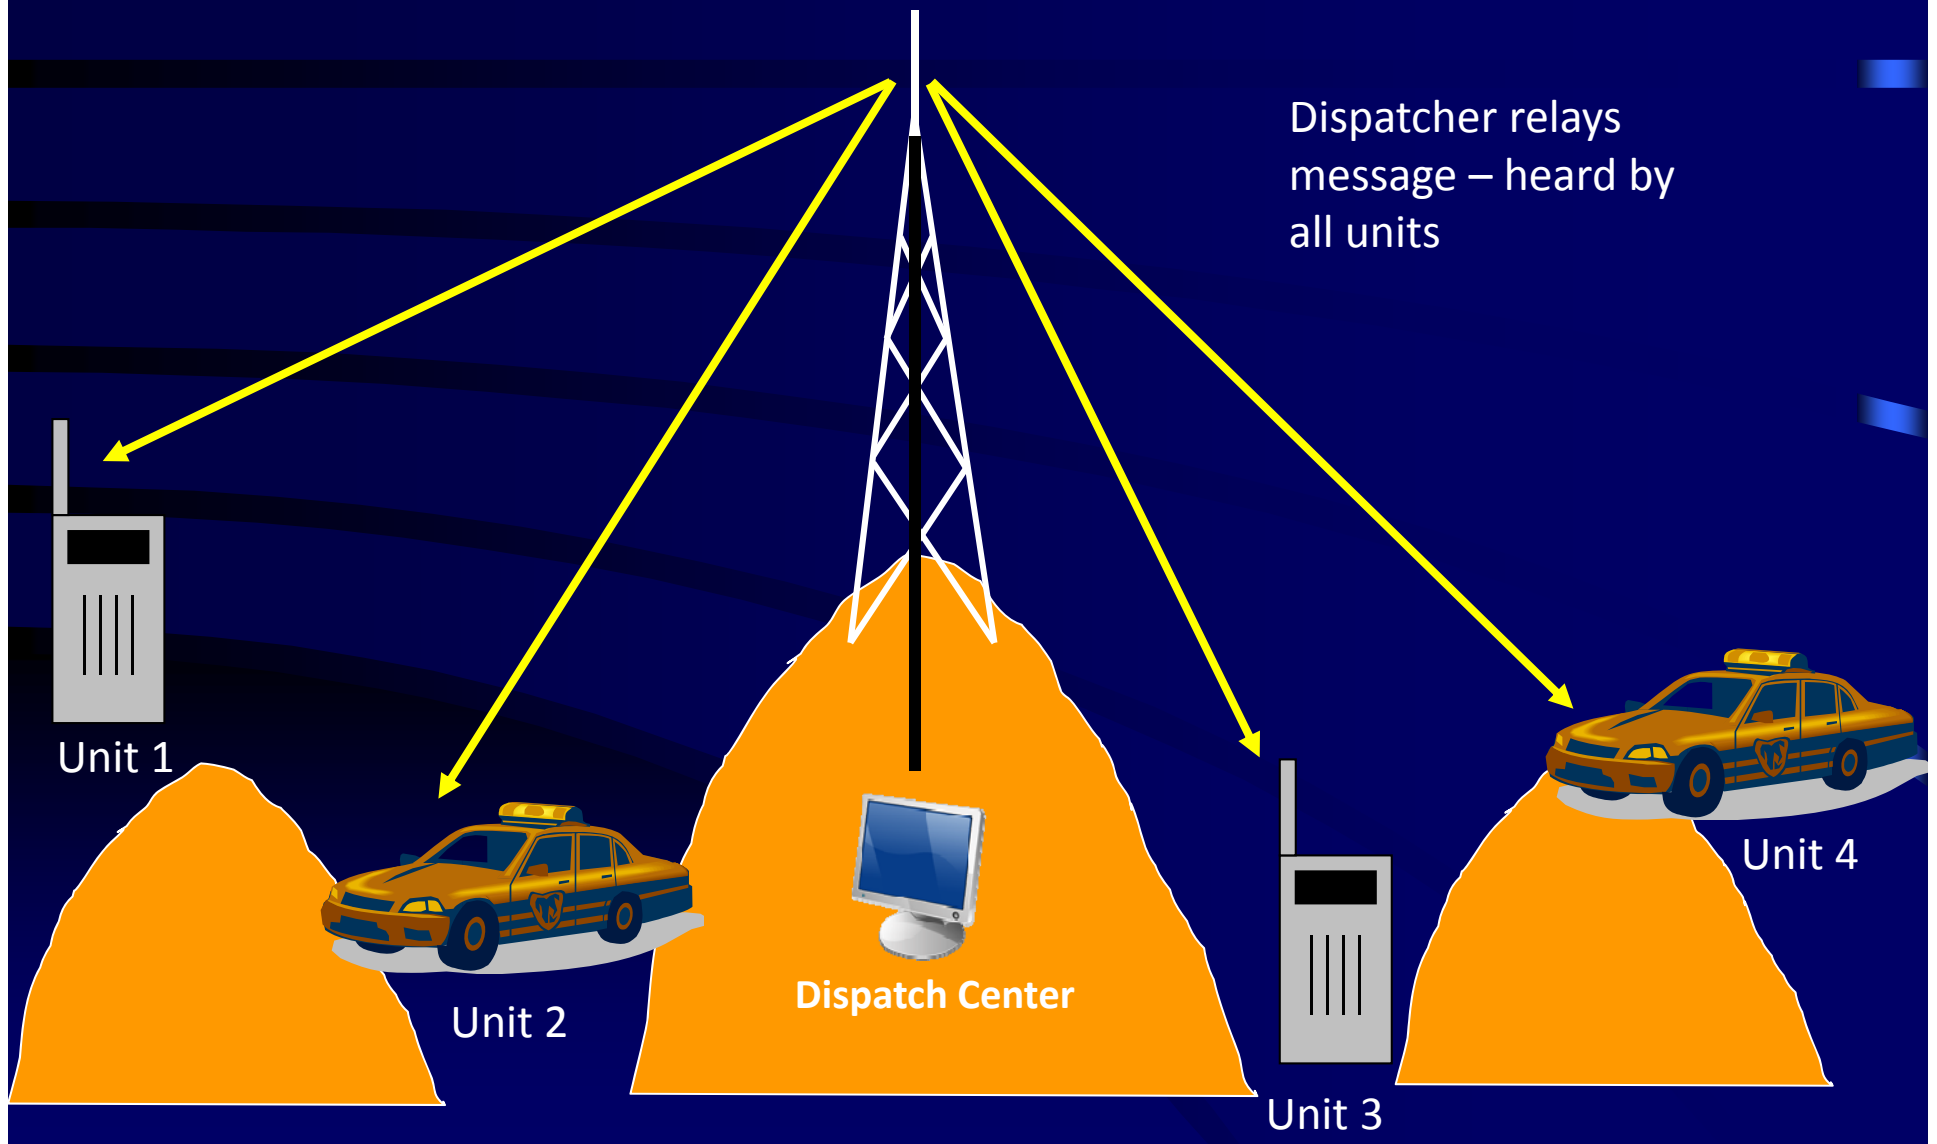 Dispatcher relays
message – heard by
all units
Unit 1
Unit 4
Dispatch Center
Unit 2
Unit 3